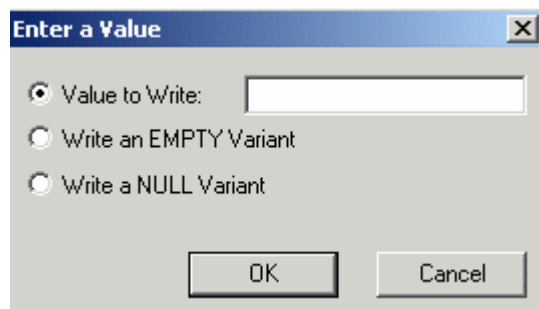 Enter a Value
Value to Write:
Write an EMPTY Variant
Write a NULL Variant
OK Cancel